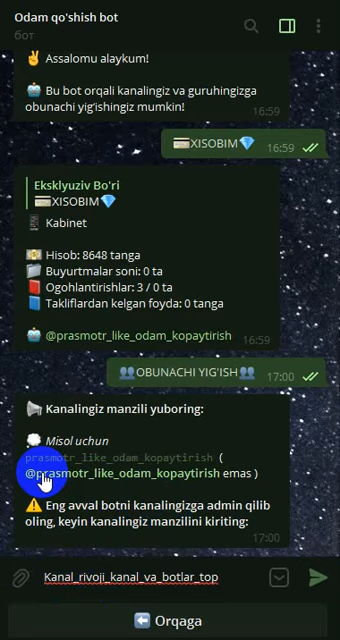 Odam qo'shish bot
бот
Assalomu alaykum!
Bu bot orqali kanalingiz va guruhingizga
obunachi yig'ishingiz mumkin!
16:59
XISOBIM
16:59
Eksklyuziv Bo'ri
XISOBIM
Kabinet
Hisob: 8648 tanga
Buyurtmalar soni: 0 ta
Ogohlantirishlar: 3 / 0 ta
Takliflardan kelgan foyda: 0 tanga
@prasmotr_like_odam_kopaytirish
16:59
OBUNACHI YIG'ISH
17:00
Kanalingiz manzili yuboring:
Misol uchun
prasmotr_like_odam_kopaytirish (
@prasmotr_like_odam_kopaytirish emas )
Eng avval botni kanalingizga admin qilib
oling, keyin kanalingiz manzilini kiriting:
17:00
Kanal_rivoji_kanal_va_botlar_top
Orqaga